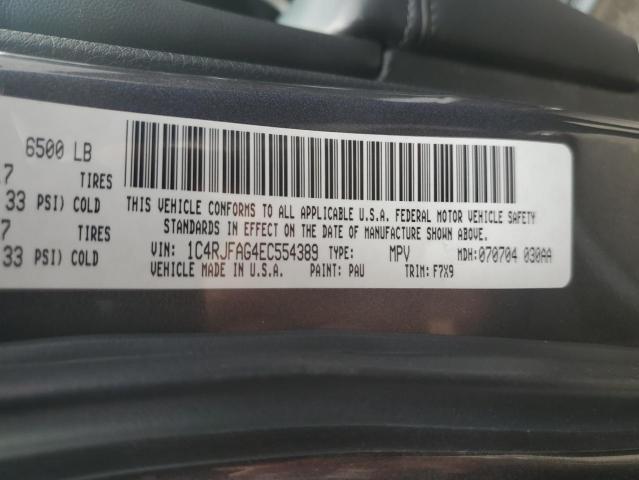 6500 LB
7 TIRES
33 PSI) COLD
7 TIRES
33 PSI) COLD
THIS VEHICLE CONFORMS TO ALL APPLICABLE U.S.A. FEDERAL MOTOR VEHICLE SAFETY
STANDARDS IN EFFECT ON THE DATE OF MANUFACTURE SHOWN ABOVE.
VIN: 1C4RJFAG4EC554389 TYPE: MPV MDH: 070704 030AA
VEHICLE MADE IN U.S.A. PAINT: PAU TRIM: F7X9